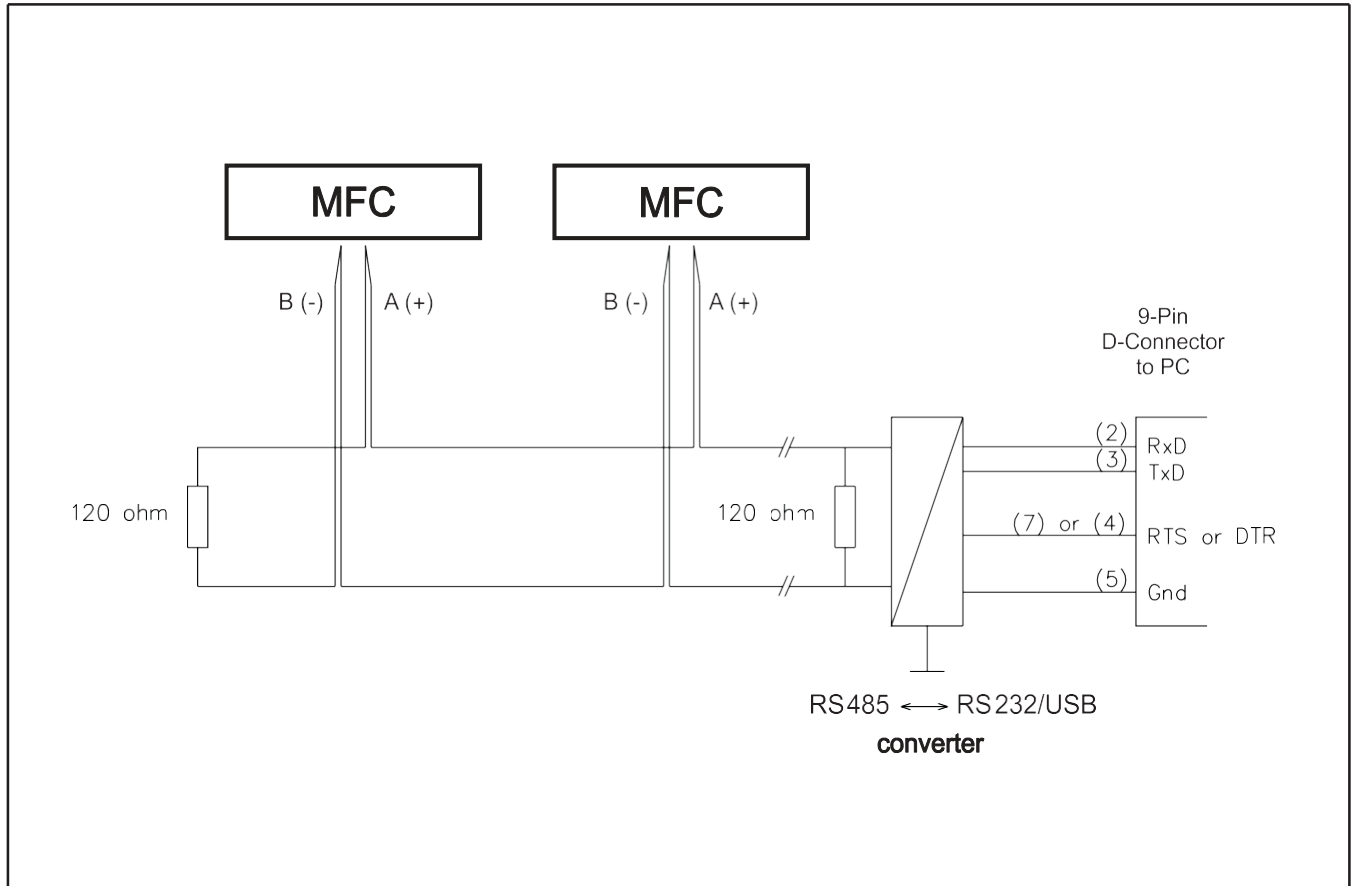 MFC
MFC
B (-)
A (+)
B (-)
A (+)
9-Pin
D-Connector
to PC
(2)
RxD
(3)
TxD
120 ohm
120 ohm
(7) or (4)
RTS or DTR
(5)
Gnd
RS485 ↔ RS232/USB
converter